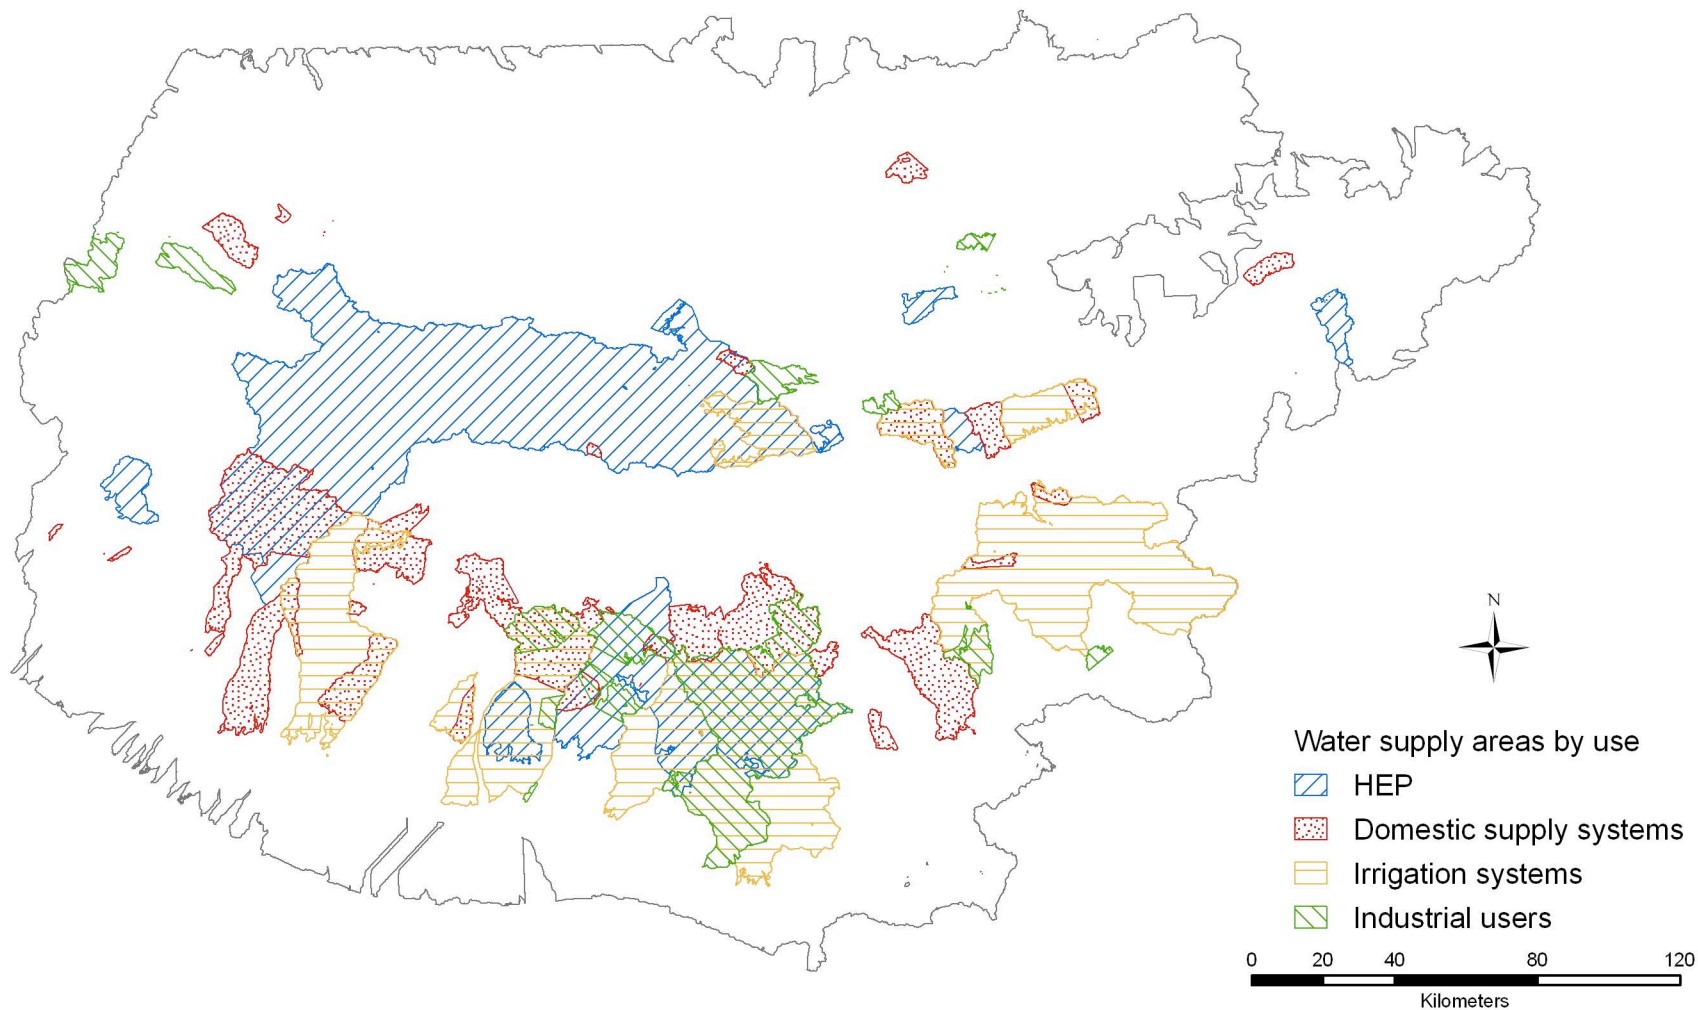 N
Water supply areas by use
HEP
Domestic supply systems
Irrigation systems
Industrial users
0 20 40 80 120
Kilometers